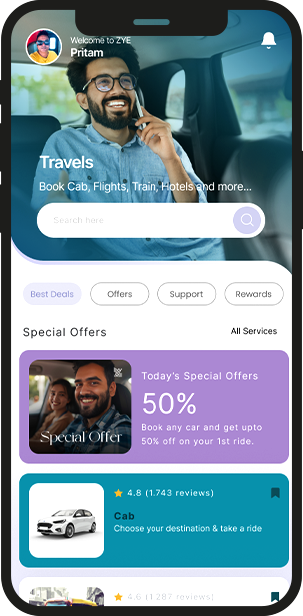 Welcome to ZYE
Pritam
Travels
Book Cab, Flights, Train, Hotels and more...
Search here
Best Deals
Offers
Support
Rewards
Special Offers
All Services
Special Offer
Today's Special Offers
50%
Book any car and get upto
50% off on your 1st ride.
4.8 (1.743 reviews)
Cab
Choose your destination & take a ride
4.6 (1287 reviews)